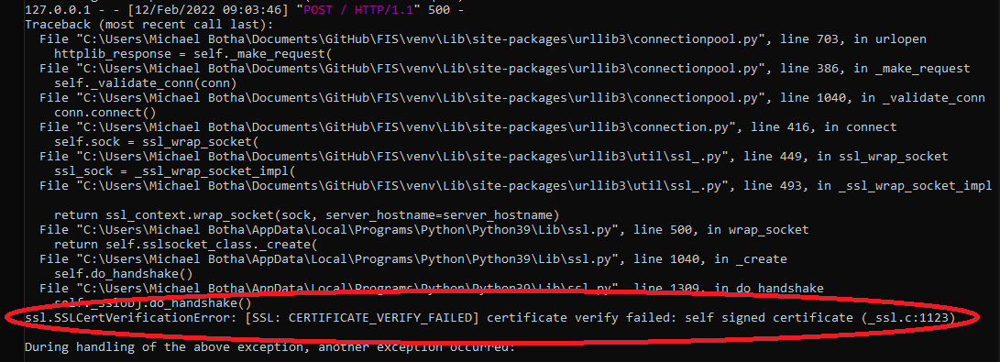 127.0.0.1 - - [12/Feb/2022 09:03:46] "POST / HTTP/1.1" 500 -
Traceback (most recent call last):
File "C:\Users\Michael Botha\Documents\GitHub\FIS\venv\Lib\site-packages\urllib3\connectionpool.py", line 703, in urlopen
httplib_response = self._make_request(
File "C:\Users\Michael Botha\Documents\GitHub\FIS\venv\Lib\site-packages\urllib3\connectionpool.py", line 386, in _make_request
self._validate_conn(conn)
File "C:\Users\Michael Botha\Documents\GitHub\FIS\venv\Lib\site-packages\urllib3\connectionpool.py", line 1040, in _validate_conn
conn.connect()
File "C:\Users\Michael Botha\Documents\GitHub\FIS\venv\Lib\site-packages\urllib3\connection.py", line 416, in connect
self.sock = ssl_wrap_socket(
File "C:\Users\Michael Botha\Documents\GitHub\FIS\venv\Lib\site-packages\urllib3\util\ssl_.py", line 449, in ssl_wrap_socket
ssl_sock = _ssl_wrap_socket_impl(
File "C:\Users\Michael Botha\Documents\GitHub\FIS\venv\Lib\site-packages\urllib3\util\ssl_.py", line 493, in _ssl_wrap_socket_impl
return ssl_context.wrap_socket(sock, server_hostname=server_hostname)
File "C:\Users\Michael Botha\AppData\Local\Programs\Python\Python39\Lib\ssl.py", line 500, in wrap_socket
return self.sslsocket_class._create(
File "C:\Users\Michael Botha\AppData\Local\Programs\Python\Python39\Lib\ssl.py", line 1040, in _create
self.do_handshake()
File "C:\Users\Michael Botha\AppData\Local\Programs\Python\Python39\Lib\ssl.py", line 1309, in do_handshake
self._sslobj.do_handshake()
ssl.SSLCertVerificationError: [SSL: CERTIFICATE_VERIFY_FAILED] certificate verify failed: self signed certificate (_ssl.c:1123)
During handling of the above exception, another exception occurred: